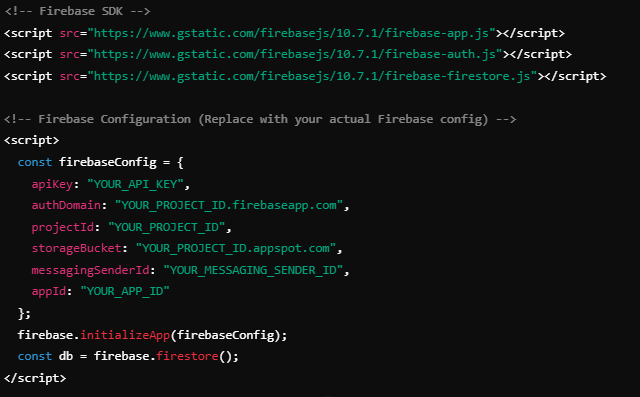 <!-- Firebase SDK -->
<script src="https://www.gstatic.com/firebasejs/10.7.1/firebase-app.js"></script>
<script src="https://www.gstatic.com/firebasejs/10.7.1/firebase-auth.js"></script>
<script src="https://www.gstatic.com/firebasejs/10.7.1/firebase-firestore.js"></script>

<!-- Firebase Configuration (Replace with your actual Firebase config) -->
<script>
  const firebaseConfig = {
    apiKey: "YOUR_API_KEY",
    authDomain: "YOUR_PROJECT_ID.firebaseapp.com",
    projectId: "YOUR_PROJECT_ID",
    storageBucket: "YOUR_PROJECT_ID.appspot.com",
    messagingSenderId: "YOUR_MESSAGING_SENDER_ID",
    appId: "YOUR_APP_ID"
  };
  firebase.initializeApp(firebaseConfig);
  const db = firebase.firestore();
</script>